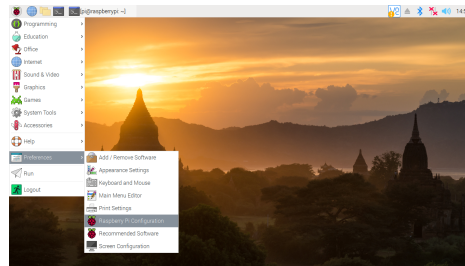 pi@raspberrypi: ~]
Programming
Education
Office
Internet
Sound & Video
Graphics
Games
System Tools
Accessories
Help
Preferences
Run
Logout
Add / Remove Software
Appearance Settings
Keyboard and Mouse
Main Menu Editor
Print Settings
Raspberry Pi Configuration
Recommended Software
Screen Configuration